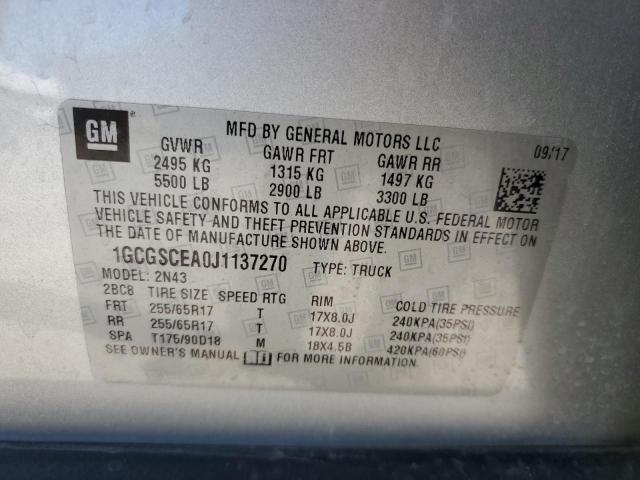 GM
MFD BY GENERAL MOTORS LLC
09/17
GVWR GAWR FRT GAWR RR
2495 KG 1315 KG 1497 KG
5500 LB 2900 LB 3300 LB
THIS VEHICLE CONFORMS TO ALL APPLICABLE U.S. FEDERAL MOTOR
VEHICLE SAFETY AND THEFT PREVENTION STANDARDS IN EFFECT ON
THE DATE OF MANUFACTURE SHOWN ABOVE.
1GCGSCEA0J1137270 TYPE: TRUCK
MODEL: 2N43
2BC8 TIRE SIZE SPEED RTG RIM COLD TIRE PRESSURE
FRT 255/65R17 T 17X8.0J 240KPA(35PSI)
RR 255/65R17 T 17X8.0J 240KPA(35PSI)
SPA T175/90D18 M 18X4.5B 420KPA(60PSI)
SEE OWNER'S MANUAL FOR MORE INFORMATION.